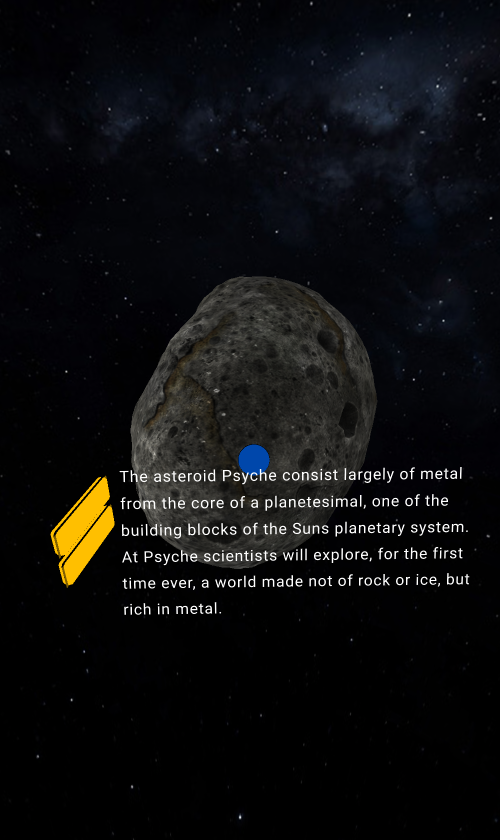 The asteroid Psyche consist largely of metal
from the core of a planetesimal, one of the
building blocks of the Suns planetary system.
At Psyche scientists will explore, for the first
time ever, a world made not of rock or ice, but
rich in metal.